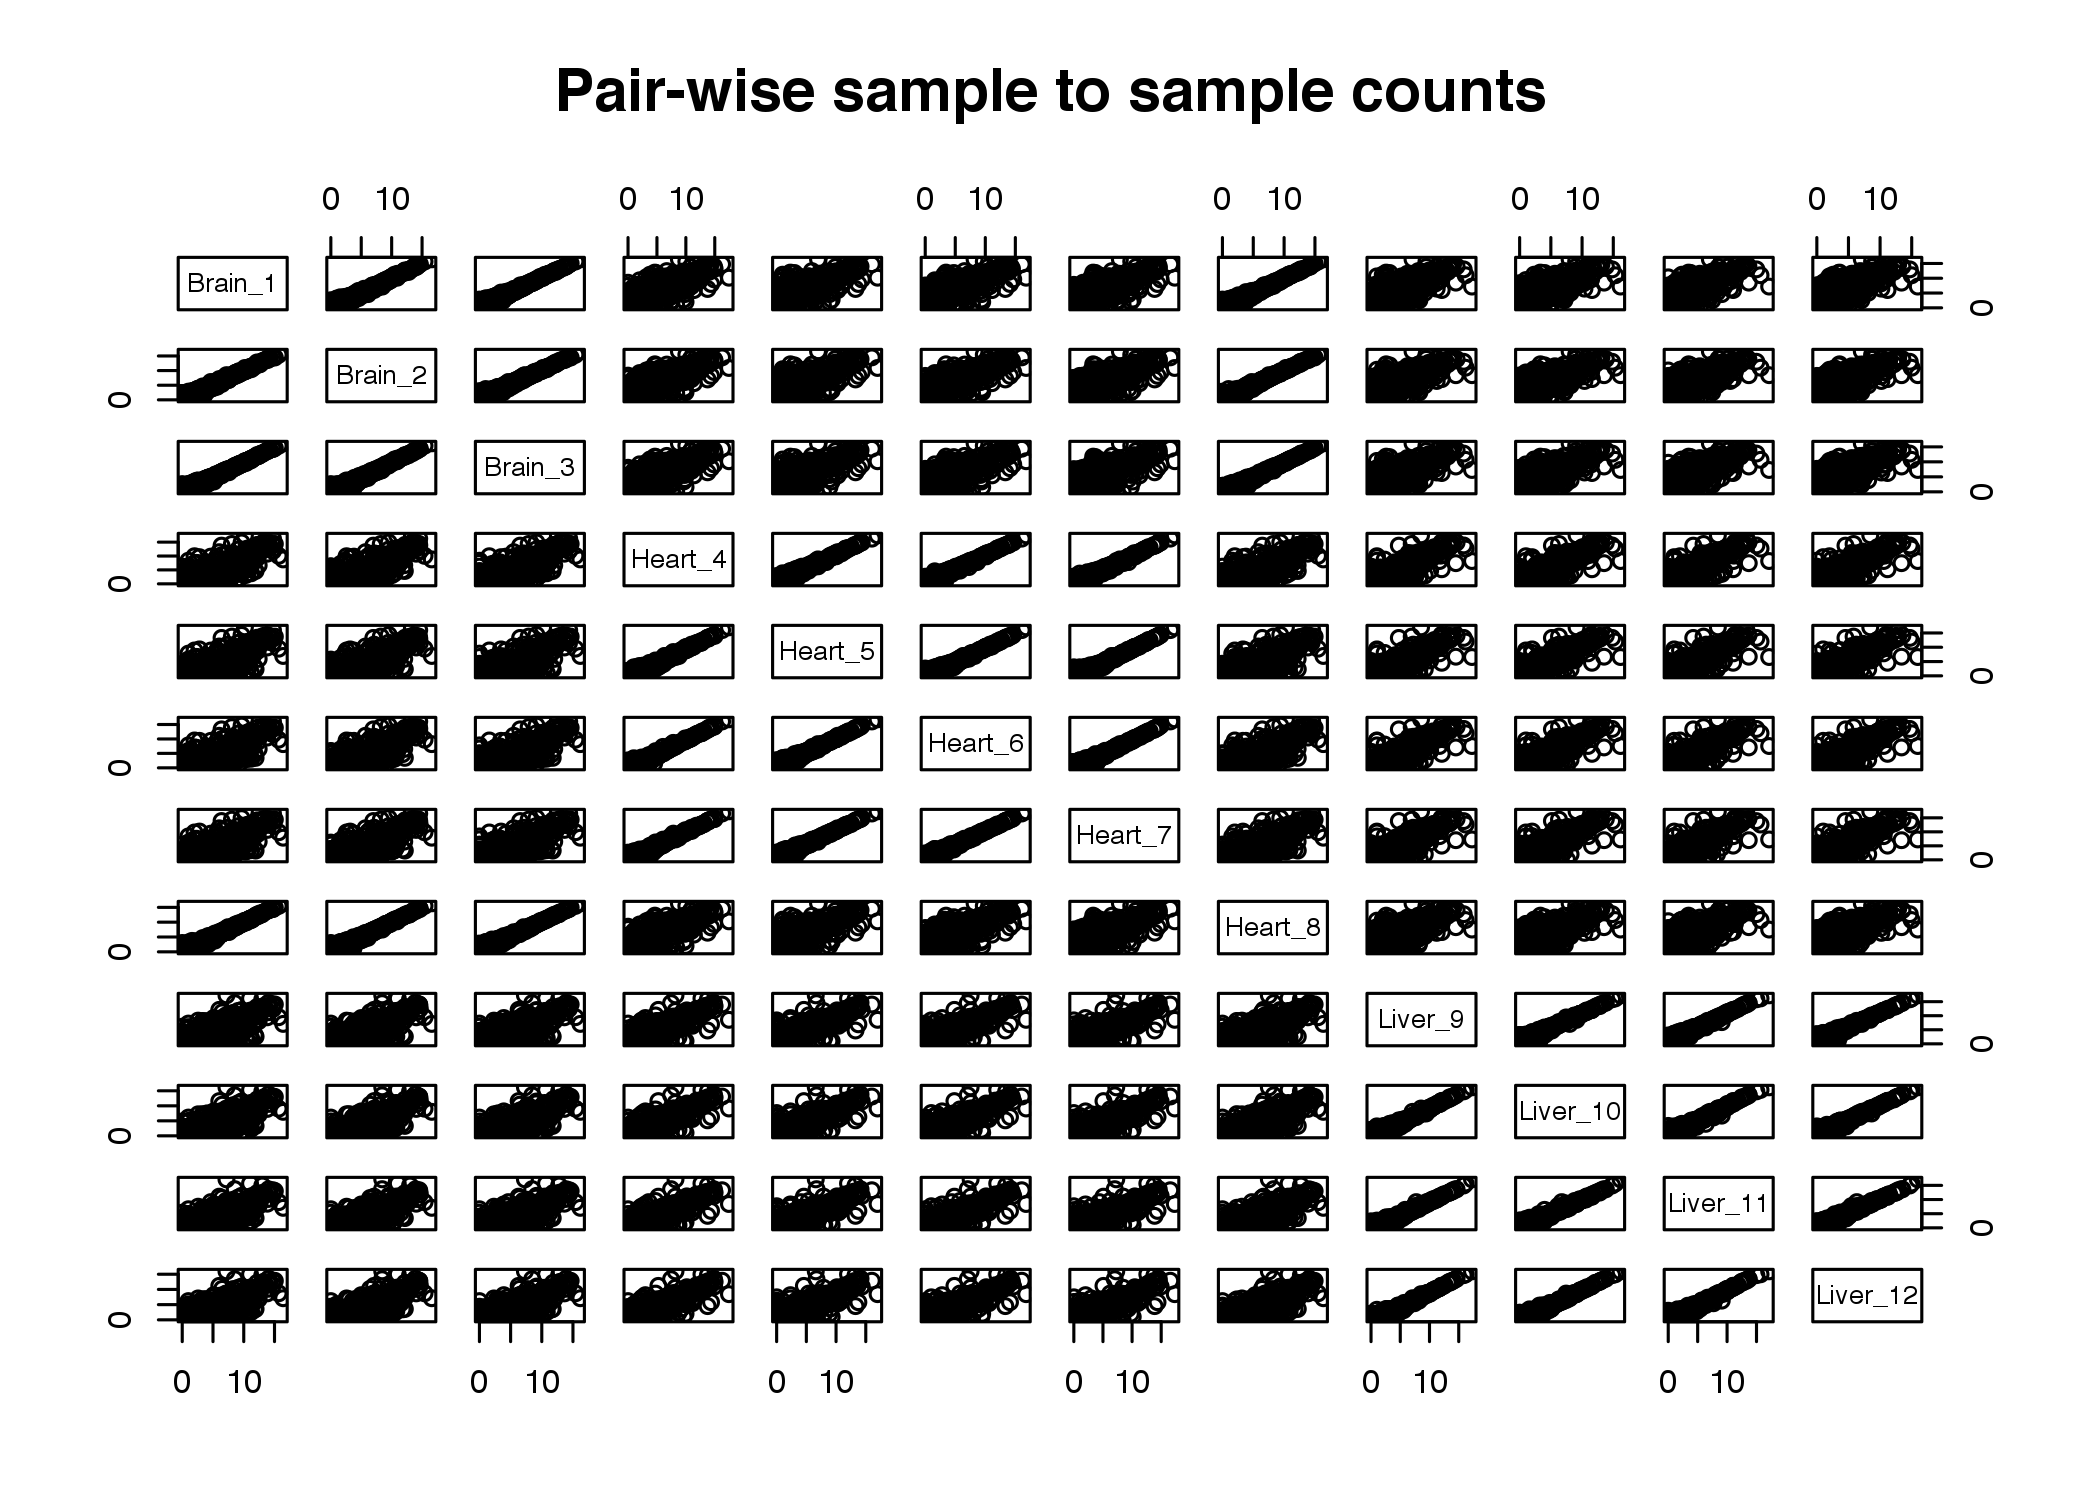 Pair-wise sample to sample counts
0 10 0 10 0 10 0 10 0 10 0 10
Brain_1 0
0 Brain_2
Brain_3 0
0 Heart_4
Heart_5 0
0 Heart_6
Heart_7 0
0 Heart_8
Liver_9 0
0 Liver_10
Liver_11 0
0 Liver_12
0 10 0 10 0 10 0 10 0 10 0 10